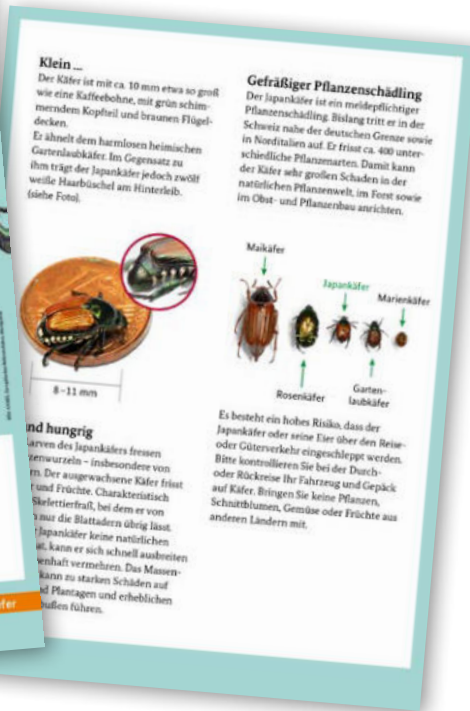 Klein ...
Der Käfer ist mit ca. 10 mm etwa so groß
wie eine Kaffeebohne, mit grün schim-
merndem Kopfteil und braunen Flügel-
decken.
Er ähnelt dem harmlosen heimischen
Gartenlaubkäfer. Im Gegensatz zu
ihm trägt der Japankäfer jedoch zwölf
weiße Haarbüschel am Hinterleib.
(siehe Foto).
8–11 mm
und hungrig
Larven des Japankäfers fressen
zenwurzeln – insbesondere von
rn. Der ausgewachsene Käfer frisst
r und Früchte. Charakteristisch
Skelettierfraß, bei dem er von
n nur die Blattadern übrig lässt.
Japankäfer keine natürlichen
at, kann er sich schnell ausbreiten
enhaft vermehren. Das Massen-
kann zu starken Schäden auf
d Plantagen und erheblichen
bußen führen.
Gefräßiger Pflanzenschädling
Der Japankäfer ist ein meldepflichtiger
Pflanzenschädling. Bislang tritt er in der
Schweiz nahe der deutschen Grenze sowie
in Norditalien auf. Er frisst ca. 400 unter-
schiedliche Pflanzenarten. Damit kann
der Käfer sehr großen Schaden in der
natürlichen Pflanzenwelt, im Forst sowie
im Obst- und Pflanzenbau anrichten.
Maikäfer
Japankäfer
Marienkäfer
Rosenkäfer
Garten-
laubkäfer
Es besteht ein hohes Risiko, dass der
Japankäfer oder seine Eier über den Reise-
oder Güterverkehr eingeschleppt werden.
Bitte kontrollieren Sie bei der Durch-
oder Rückreise Ihr Fahrzeug und Gepäck
auf Käfer. Bringen Sie keine Pflanzen,
Schnittblumen, Gemüse oder Früchte aus
anderen Ländern mit.
fer